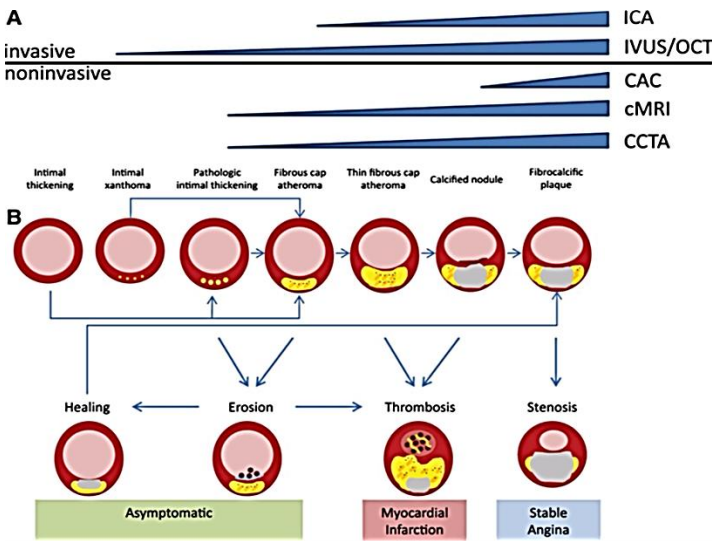 A
ICA
invasive
IVUS/OCT
noninvasive
CAC
cMRI
CCTA
Intimal
thickening
Intimal
xanthoma
Pathologic
intimal thickening
Fibrous cap
atheroma
Thin fibrous cap
atheroma
Calcified nodule
Fibrocalcific
plaque
B
Healing
Erosion
Thrombosis
Stenosis
Asymptomatic
Myocardial
Infarction
Stable
Angina